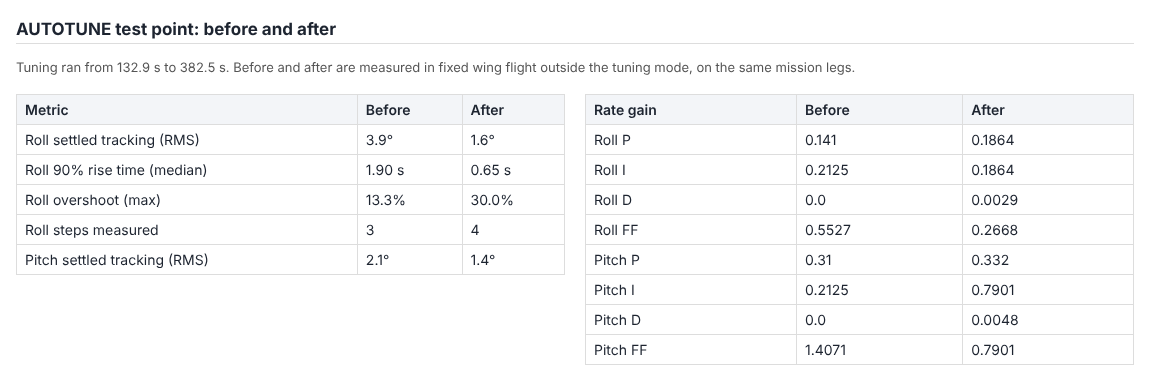 AUTOTUNE test point: before and after
Tuning ran from 132.9 s to 382.5 s. Before and after are measured in fixed wing flight outside the tuning mode, on the same mission legs.
Metric Before After
Roll settled tracking (RMS) 3.9° 1.6°
Roll 90% rise time (median) 1.90 s 0.65 s
Roll overshoot (max) 13.3% 30.0%
Roll steps measured 3 4
Pitch settled tracking (RMS) 2.1° 1.4°
Rate gain Before After
Roll P 0.141 0.1864
Roll I 0.2125 0.1864
Roll D 0.0 0.0029
Roll FF 0.5527 0.2668
Pitch P 0.31 0.332
Pitch I 0.2125 0.7901
Pitch D 0.0 0.0048
Pitch FF 1.4071 0.7901